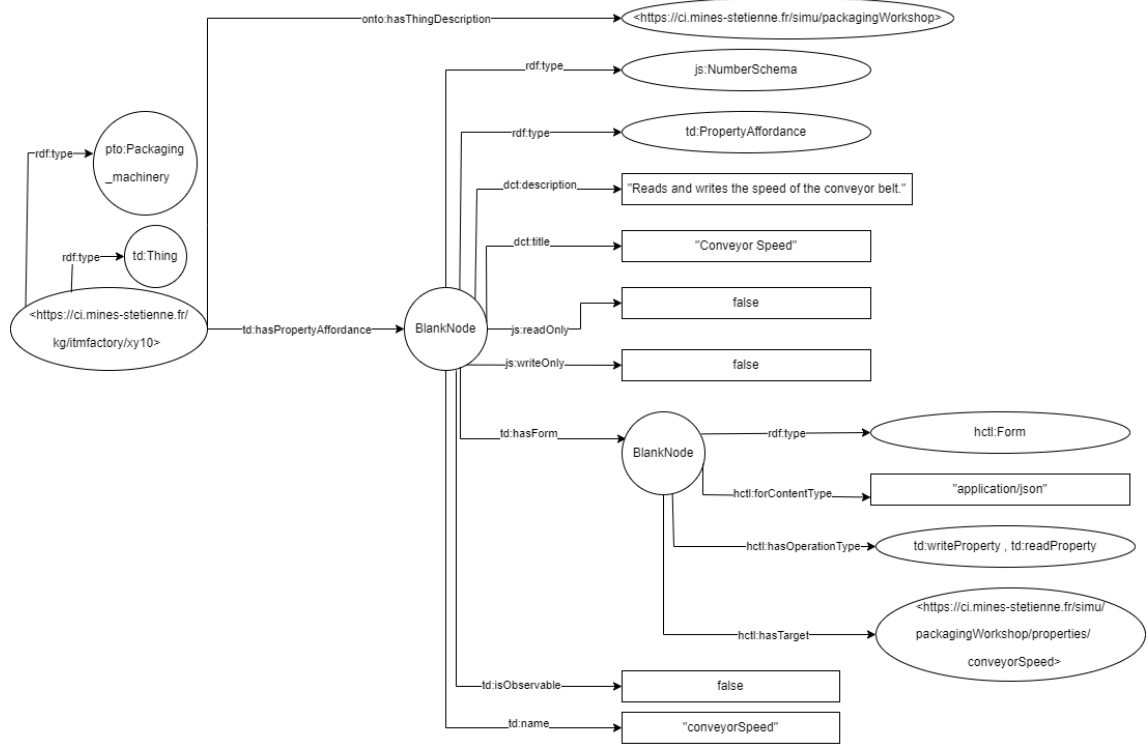 onto:hasThingDescription
<https://ci.mines-stetienne.fr/simu/packagingWorkshop>
rdf:type
js:NumberSchema
rdf:type
td:PropertyAffordance
rdf:type
pto:Packaging
_machinery
dct:description
"Reads and writes the speed of the conveyor belt."
dct:title
"Conveyor Speed"
rdf:type
td:Thing
js:readOnly
false
<https://ci.mines-stetienne.fr/
kg/itmfactory/xy10>
td:hasPropertyAffordance
BlankNode
js:writeOnly
false
td:hasForm
BlankNode
rdf:type
hctl:Form
hctl:forContentType
"application/json"
hctl:hasOperationType
td:writeProperty , td:readProperty
hctl:hasTarget
<https://ci.mines-stetienne.fr/simu/
packagingWorkshop/properties/
conveyorSpeed>
td:isObservable
false
td:name
"conveyorSpeed"